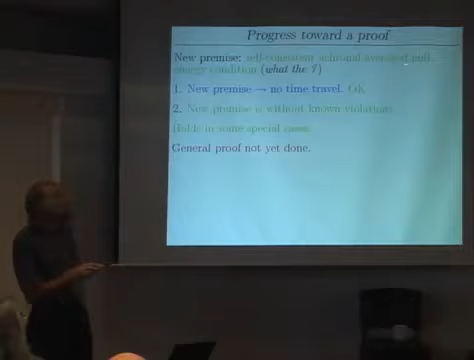 Progress toward a proof
New premise: self-consistent achronal averaged null
energy condition (what the ?)
1. New premise → no time travel. OK
2. New premise is without known violations.
Holds in some special cases.
General proof not yet done.